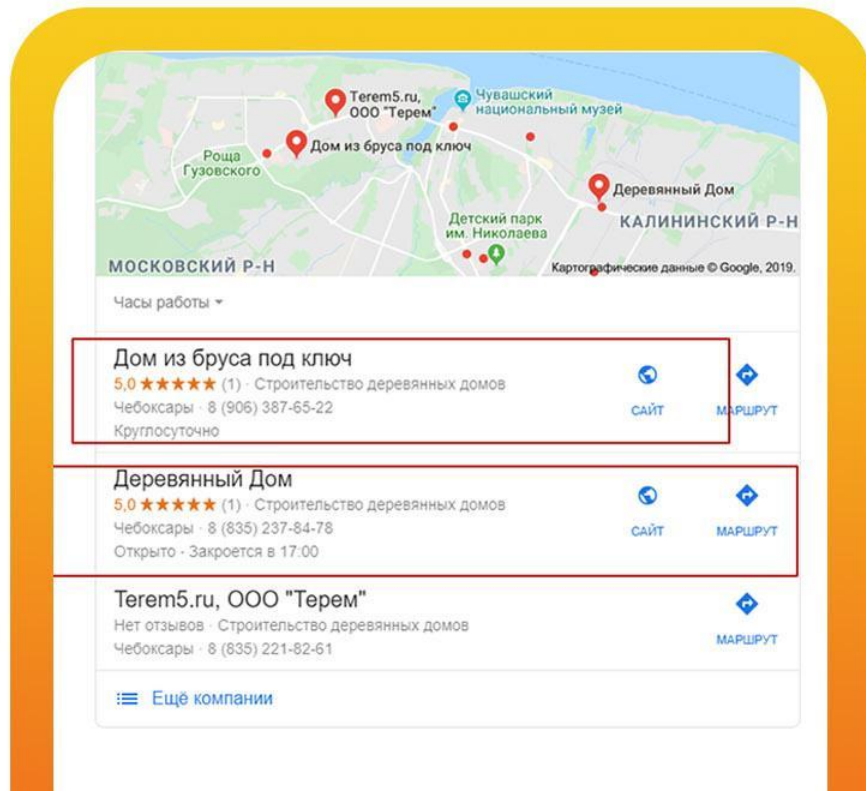 Terem5.ru,
ООО "Терем"
Чувашский
национальный музей
Дом из бруса под ключ
Роща
Гузовского
Деревянный Дом
Детский парк
им. Николаева
КАЛИНИНСКИЙ Р-Н
МОСКОВСКИЙ Р-Н
Картографические данные © Google, 2019.
Часы работы
Дом из бруса под ключ
5,0 ★★★★★ (1) · Строительство деревянных домов
Чебоксары · 8 (906) 387-65-22
Круглосуточно
САЙТ
МАРШРУТ
Деревянный Дом
5,0 ★★★★★ (1) · Строительство деревянных домов
Чебоксары · 8 (835) 237-84-78
Открыто · Закроется в 17:00
САЙТ
МАРШРУТ
Terem5.ru, ООО "Терем"
Нет отзывов · Строительство деревянных домов
Чебоксары · 8 (835) 221-82-61
МАРШРУТ
Ещё компании